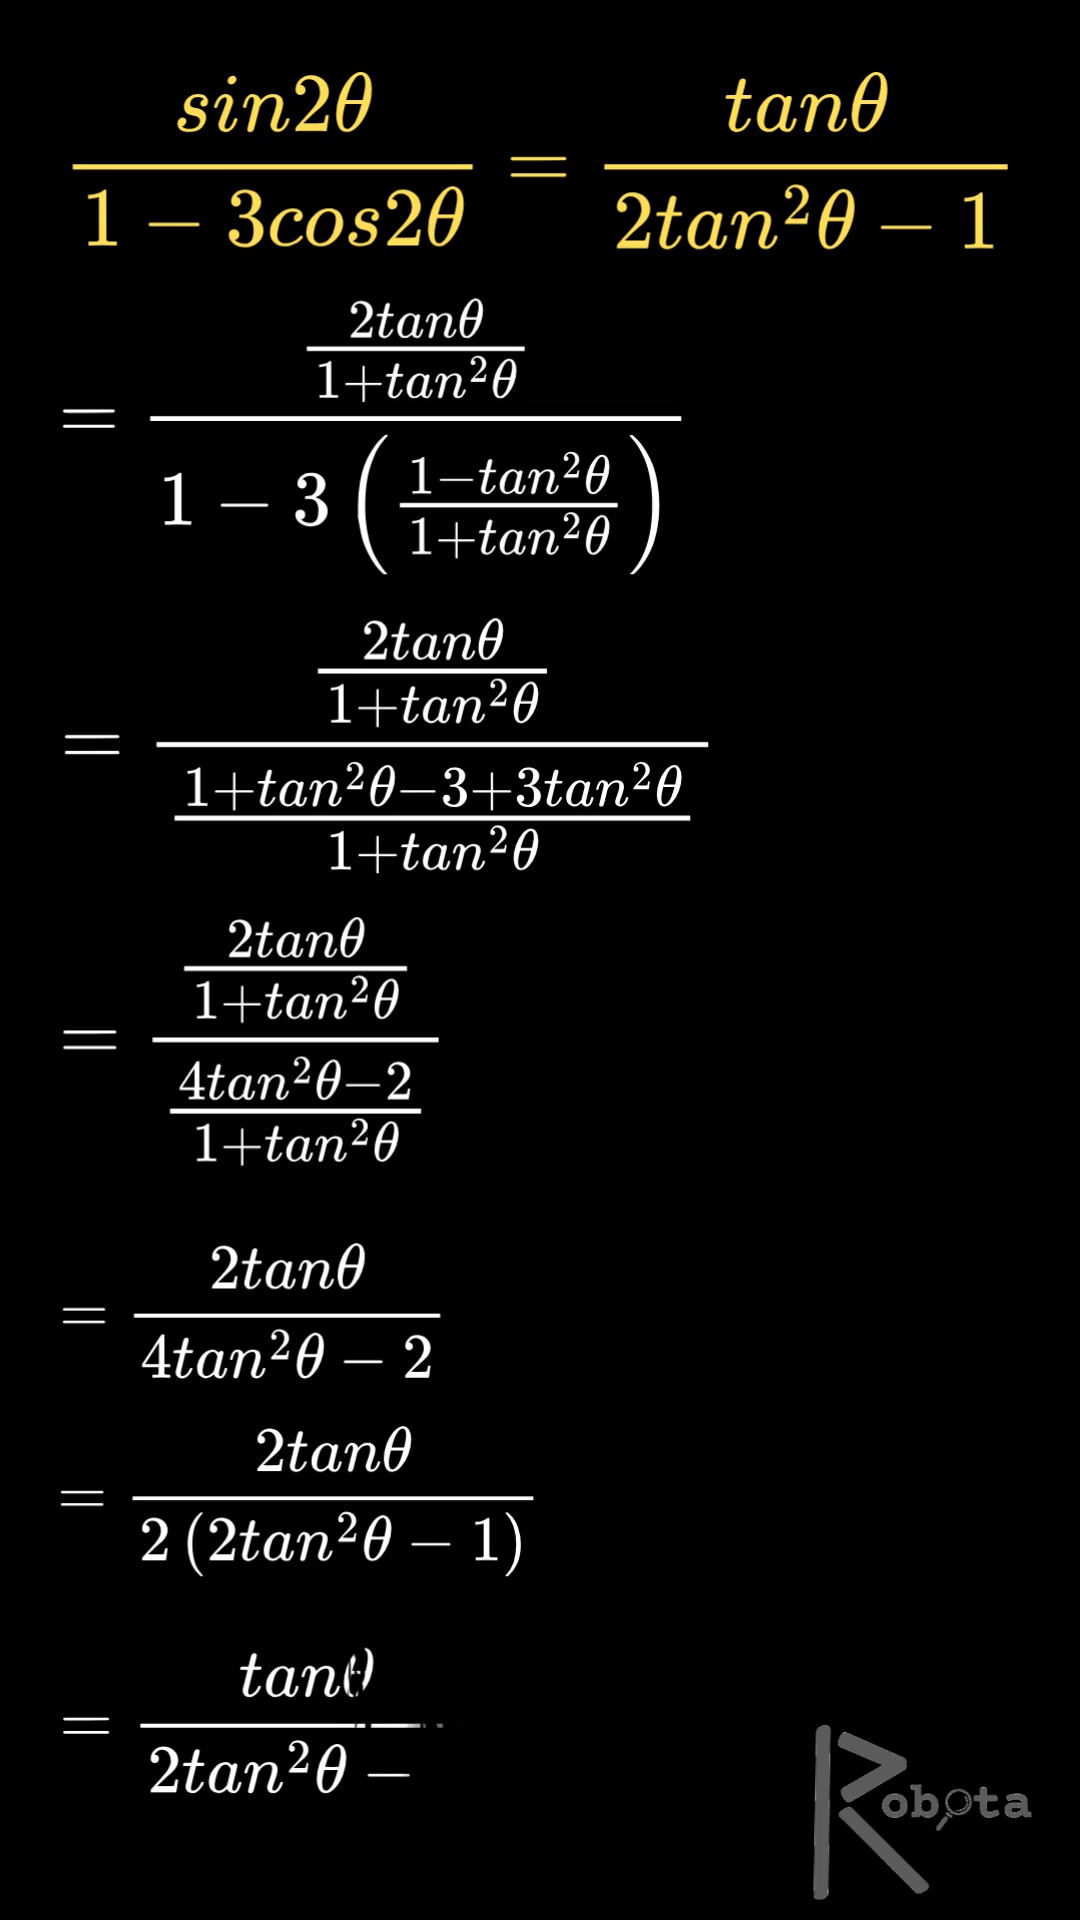 sin2θ / (1 − 3cos2θ) = tanθ / (2tan²θ − 1)
= (2tanθ / (1+tan²θ)) / (1 − 3((1−tan²θ) / (1+tan²θ)))
= (2tanθ / (1+tan²θ)) / ((1+tan²θ−3+3tan²θ) / (1+tan²θ))
= (2tanθ / (1+tan²θ)) / ((4tan²θ−2) / (1+tan²θ))
= 2tanθ / (4tan²θ − 2)
= 2tanθ / (2(2tan²θ − 1))
= tanθ / (2tan²θ −
Robota